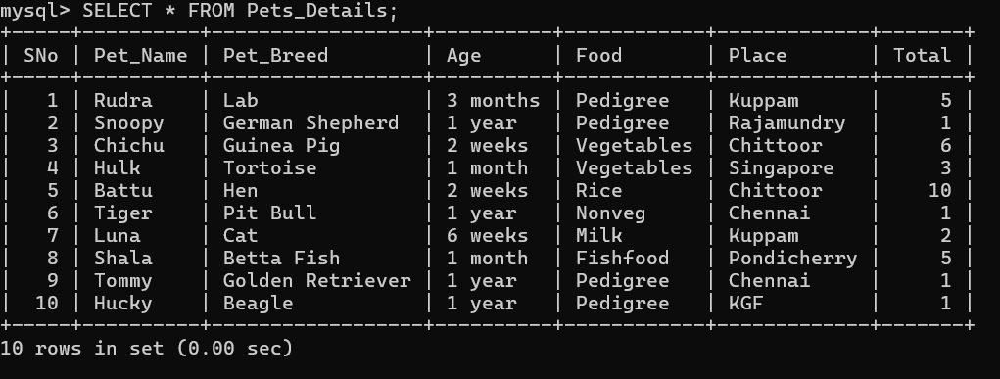 mysql> SELECT * FROM Pets_Details;
+-----+----------+------------------+----------+------------+-------------+-------+
| SNo | Pet_Name | Pet_Breed        | Age      | Food       | Place       | Total |
+-----+----------+------------------+----------+------------+-------------+-------+
|   1 | Rudra    | Lab              | 3 months | Pedigree   | Kuppam      |     5 |
|   2 | Snoopy   | German Shepherd  | 1 year   | Pedigree   | Rajamundry  |     1 |
|   3 | Chichu   | Guinea Pig       | 2 weeks  | Vegetables | Chittoor    |     6 |
|   4 | Hulk     | Tortoise         | 1 month  | Vegetables | Singapore   |     3 |
|   5 | Battu    | Hen              | 2 weeks  | Rice       | Chittoor    |    10 |
|   6 | Tiger    | Pit Bull         | 1 year   | Nonveg     | Chennai     |     1 |
|   7 | Luna     | Cat              | 6 weeks  | Milk       | Kuppam      |     2 |
|   8 | Shala    | Betta Fish       | 1 month  | Fishfood   | Pondicherry |     5 |
|   9 | Tommy    | Golden Retriever | 1 year   | Pedigree   | Chennai     |     1 |
|  10 | Hucky    | Beagle           | 1 year   | Pedigree   | KGF         |     1 |
+-----+----------+------------------+----------+------------+-------------+-------+
10 rows in set (0.00 sec)